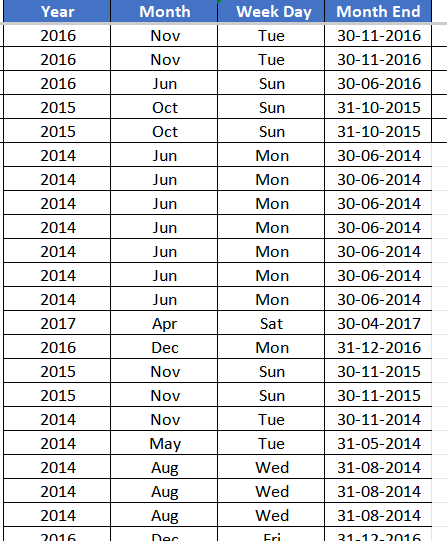 Year Month Week Day Month End
2016 Nov Tue 30-11-2016
2016 Nov Tue 30-11-2016
2016 Jun Sun 30-06-2016
2015 Oct Sun 31-10-2015
2015 Oct Sun 31-10-2015
2014 Jun Mon 30-06-2014
2014 Jun Mon 30-06-2014
2014 Jun Mon 30-06-2014
2014 Jun Mon 30-06-2014
2014 Jun Mon 30-06-2014
2014 Jun Mon 30-06-2014
2014 Jun Mon 30-06-2014
2017 Apr Sat 30-04-2017
2016 Dec Mon 31-12-2016
2015 Nov Sun 30-11-2015
2015 Nov Sun 30-11-2015
2014 Nov Tue 30-11-2014
2014 May Tue 31-05-2014
2014 Aug Wed 31-08-2014
2014 Aug Wed 31-08-2014
2014 Aug Wed 31-08-2014
2016 Dec Fri 31-12-2016